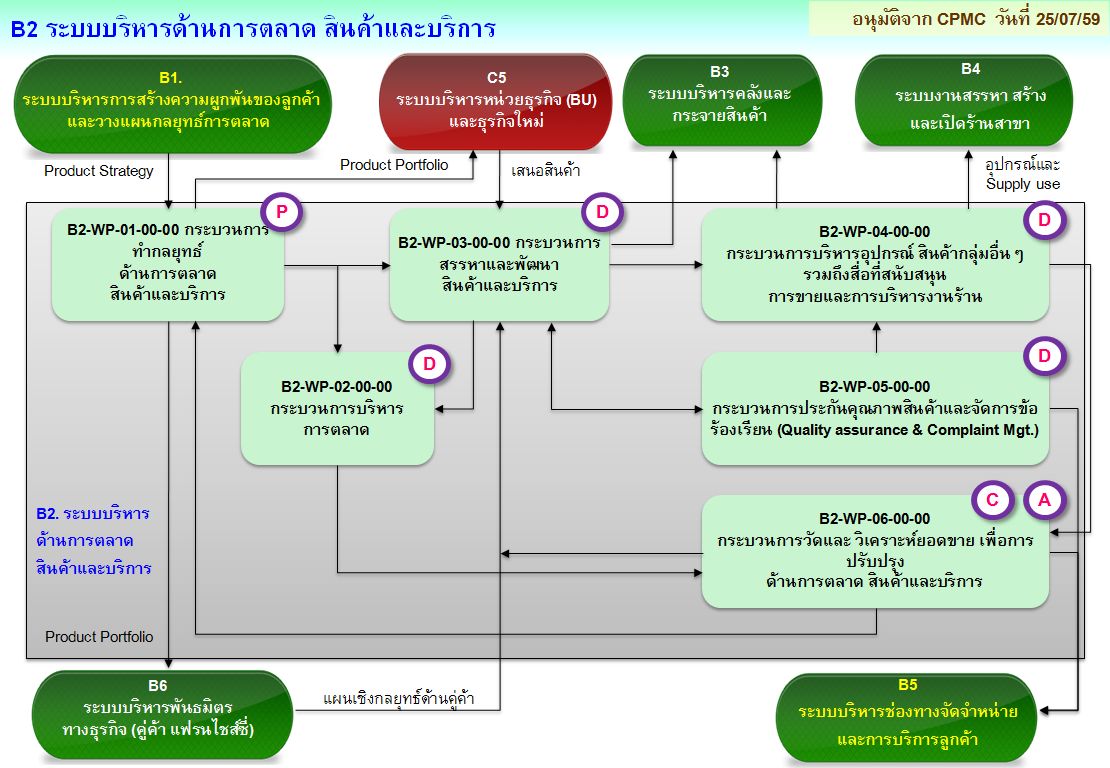 B2 ระบบบริหารด้านการตลาด สินค้าและบริการ
อนุมัติจาก CPMC วันที่ 25/07/59
B1.
ระบบบริหารการสร้างความผูกพันของลูกค้า
และวางแผนกลยุทธ์การตลาด
C5
ระบบบริหารหน่วยธุรกิจ (BU)
และธุรกิจใหม่
B3
ระบบบริหารคลังและ
กระจายสินค้า
B4
ระบบงานสรรหา สร้าง
และเปิดร้านสาขา
Product Strategy
Product Portfolio
เสนอสินค้า
อุปกรณ์และ
Supply use
P
B2-WP-01-00-00 กระบวนการ
ทำกลยุทธ์
ด้านการตลาด
สินค้าและบริการ
D
B2-WP-03-00-00 กระบวนการ
สรรหาและพัฒนา
สินค้าและบริการ
D
B2-WP-04-00-00
กระบวนการบริหารอุปกรณ์ สินค้ากลุ่มอื่น ๆ
รวมถึงสื่อที่สนับสนุน
การขายและการบริหารงานร้าน
D
B2-WP-02-00-00
กระบวนการบริหาร
การตลาด
D
B2-WP-05-00-00
กระบวนการประกันคุณภาพสินค้าและจัดการข้อ
ร้องเรียน (Quality assurance & Complaint Mgt.)
C
A
B2-WP-06-00-00
กระบวนการวัดและ วิเคราะห์ยอดขาย เพื่อการ
ปรับปรุง
ด้านการตลาด สินค้าและบริการ
B2. ระบบบริหาร
ด้านการตลาด
สินค้าและบริการ
Product Portfolio
B6
ระบบบริหารพันธมิตร
ทางธุรกิจ (คู่ค้า แฟรนไชส์ซี่)
แผนเชิงกลยุทธ์ด้านคู่ค้า
B5
ระบบบริหารช่องทางจัดจำหน่าย
และการบริการลูกค้า